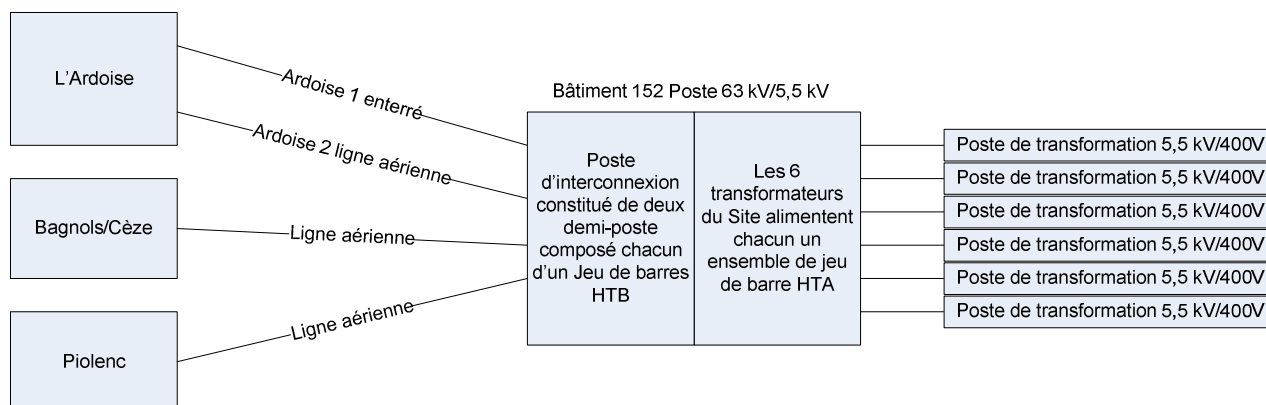 L'Ardoise
Ardoise 1 enterré
Ardoise 2 ligne aérienne
Bagnols/Cèze
Ligne aérienne
Piolenc
Ligne aérienne
Bâtiment 152 Poste 63 kV/5,5 kV
Poste
d'interconnexion
constitué de deux
demi-poste
composé chacun
d'un Jeu de barres
HTB
Les 6
transformateurs
du Site alimentent
chacun un
ensemble de jeu
de barre HTA
Poste de transformation 5,5 kV/400V
Poste de transformation 5,5 kV/400V
Poste de transformation 5,5 kV/400V
Poste de transformation 5,5 kV/400V
Poste de transformation 5,5 kV/400V
Poste de transformation 5,5 kV/400V